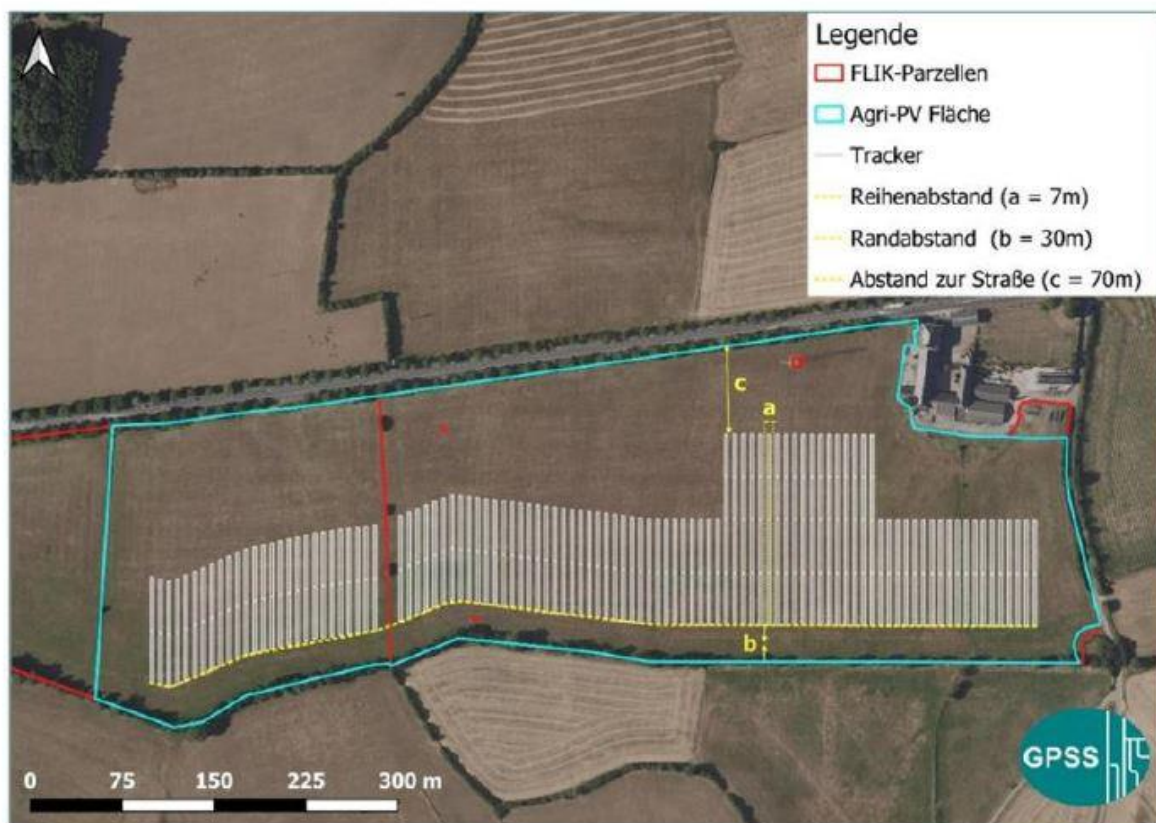 Legende
FLIK-Parzellen
Agri-PV Fläche
Tracker
Reihenabstand (a = 7m)
Randabstand (b = 30m)
Abstand zur Straße (c = 70m)
c
a
b
0 75 150 225 300 m
GPSS